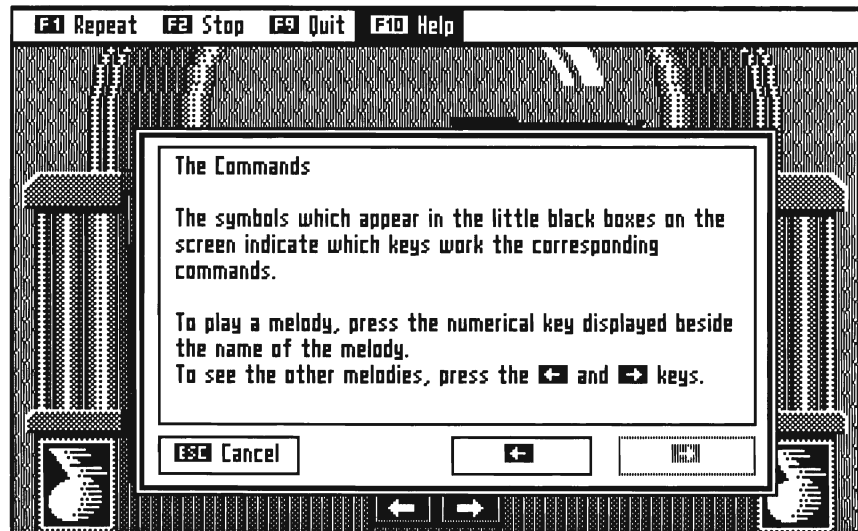 F1 Repeat F2 Stop F9 Quit F10 Help
The Commands
The symbols which appear in the little black boxes on the
screen indicate which keys work the corresponding
commands.
To play a melody, press the numerical key displayed beside
the name of the melody.
To see the other melodies, press the ← and → keys.
ESC Cancel ← →
← →